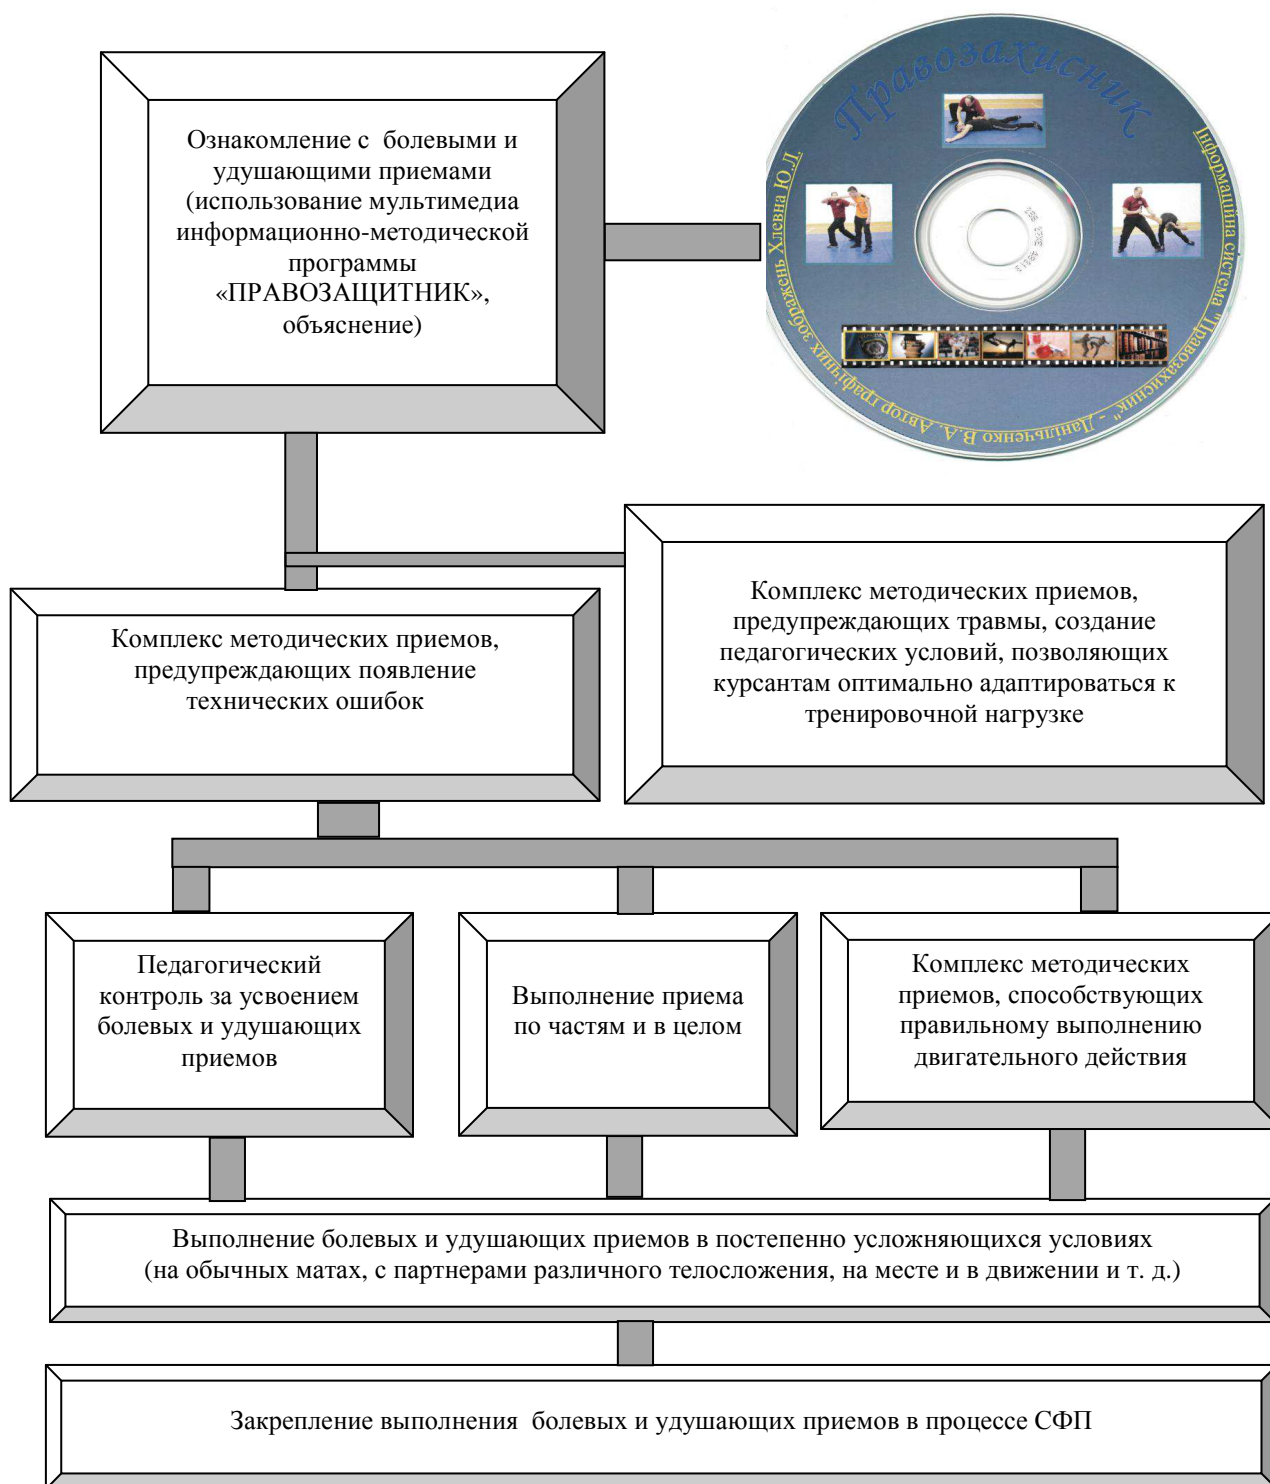 Ознакомление с болевыми и
удушающими приемами
(использование мультимедиа
информационно-методической
программы
«ПРАВОЗАЩИТНИК»,
объяснение)
Правозахисник
Інформаційна система "Правозахисник" - Данільченко В.А. Автор графічних зображень Хлевна Ю.Л.
Комплекс методических приемов,
предупреждающих появление
технических ошибок
Комплекс методических приемов,
предупреждающих травмы, создание
педагогических условий, позволяющих
курсантам оптимально адаптироваться к
тренировочной нагрузке
Педагогический
контроль за усвоением
болевых и удушающих
приемов
Выполнение приема
по частям и в целом
Комплекс методических
приемов, способствующих
правильному выполнению
двигательного действия
Выполнение болевых и удушающих приемов в постепенно усложняющихся условиях
(на обычных матах, с партнерами различного телосложения, на месте и в движении и т. д.)
Закрепление выполнения болевых и удушающих приемов в процессе СФП